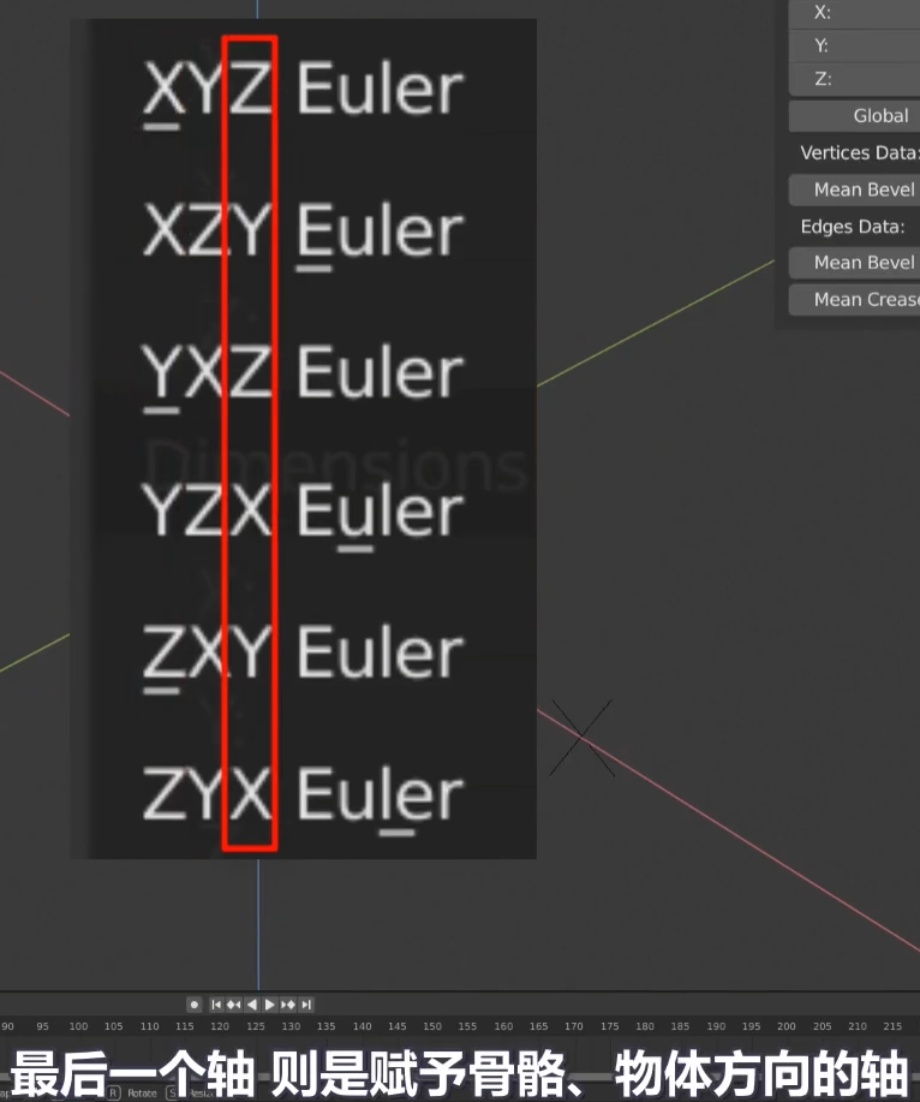 XYZ Euler
XZY Euler
YXZ Euler
Dimensions
YZX Euler
ZXY Euler
ZYX Euler
X:
Y:
Z:
Global
Vertices Data:
Mean Bevel
Edges Data:
Mean Bevel
Mean Crease
90 95 100 105 110 115 120 125 130 135 140 145 150 155 160 165 170 175 180 185 190 195 200 205 210 215
最后一个轴 则是赋予骨骼、物体方向的轴
R Rotate S